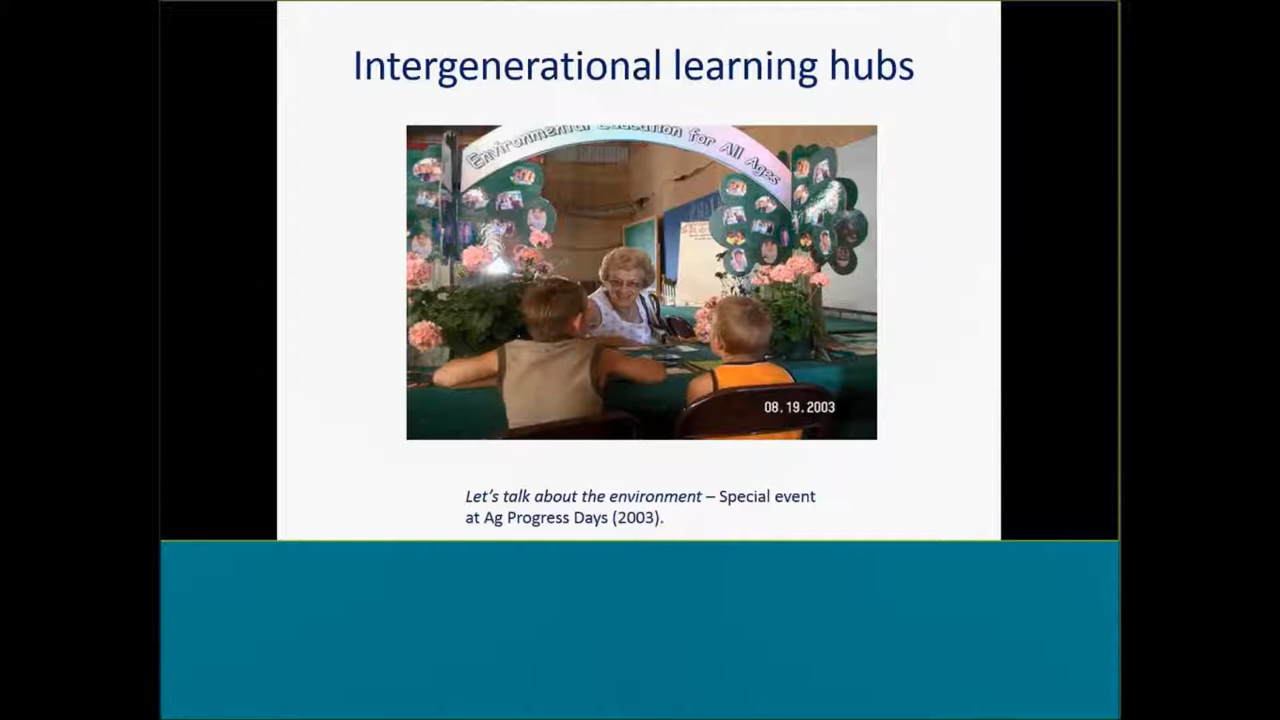 Intergenerational learning hubs
Environmental Education for All Ages
08.19.2003
Let's talk about the environment – Special event
at Ag Progress Days (2003).